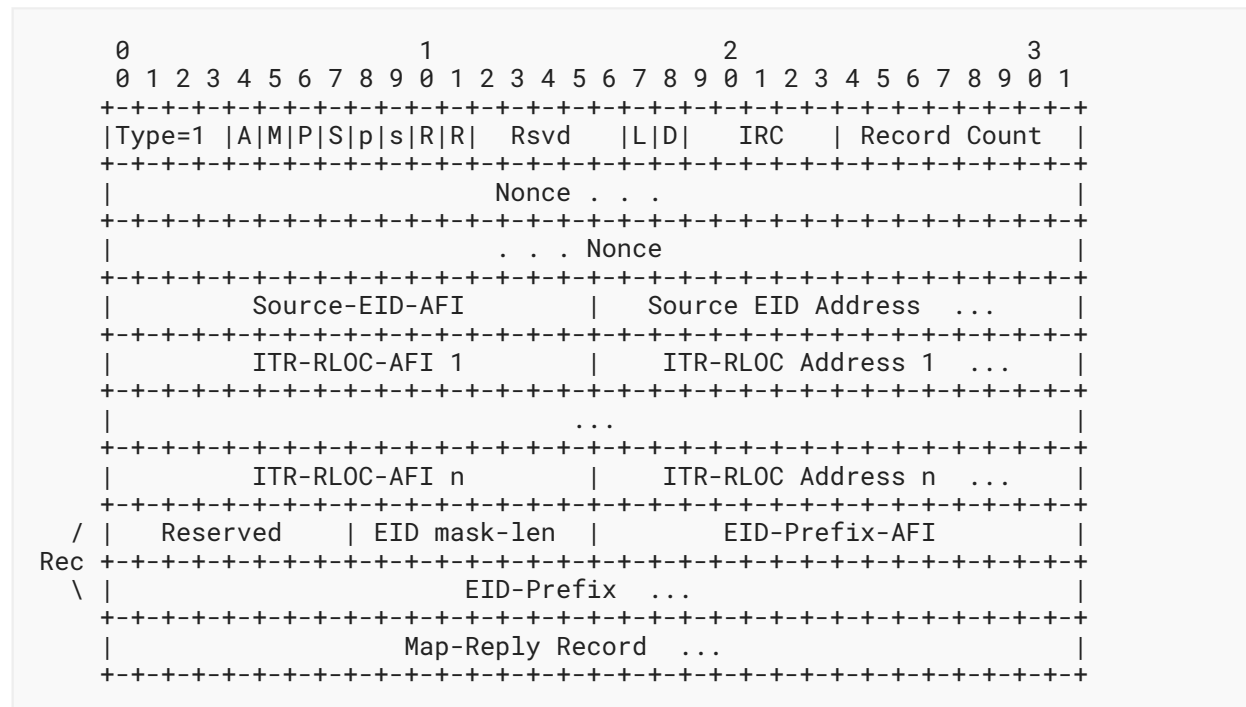 0                   1                   2                   3
 0 1 2 3 4 5 6 7 8 9 0 1 2 3 4 5 6 7 8 9 0 1 2 3 4 5 6 7 8 9 0 1
+-+-+-+-+-+-+-+-+-+-+-+-+-+-+-+-+-+-+-+-+-+-+-+-+-+-+-+-+-+-+-+-+
|Type=1 |A|M|P|S|p|s|R|R|  Rsvd   |L|D|   IRC   | Record Count  |
+-+-+-+-+-+-+-+-+-+-+-+-+-+-+-+-+-+-+-+-+-+-+-+-+-+-+-+-+-+-+-+-+
|                         Nonce . . .                           |
+-+-+-+-+-+-+-+-+-+-+-+-+-+-+-+-+-+-+-+-+-+-+-+-+-+-+-+-+-+-+-+-+
|                         . . . Nonce                           |
+-+-+-+-+-+-+-+-+-+-+-+-+-+-+-+-+-+-+-+-+-+-+-+-+-+-+-+-+-+-+-+-+
|         Source-EID-AFI        |   Source EID Address  ...     |
+-+-+-+-+-+-+-+-+-+-+-+-+-+-+-+-+-+-+-+-+-+-+-+-+-+-+-+-+-+-+-+-+
|         ITR-RLOC-AFI 1        |    ITR-RLOC Address 1  ...    |
+-+-+-+-+-+-+-+-+-+-+-+-+-+-+-+-+-+-+-+-+-+-+-+-+-+-+-+-+-+-+-+-+
|                              ...                              |
+-+-+-+-+-+-+-+-+-+-+-+-+-+-+-+-+-+-+-+-+-+-+-+-+-+-+-+-+-+-+-+-+
|         ITR-RLOC-AFI n        |    ITR-RLOC Address n  ...    |
+-+-+-+-+-+-+-+-+-+-+-+-+-+-+-+-+-+-+-+-+-+-+-+-+-+-+-+-+-+-+-+-+
/ |   Reserved    | EID mask-len  |        EID-Prefix-AFI         |
Rec +-+-+-+-+-+-+-+-+-+-+-+-+-+-+-+-+-+-+-+-+-+-+-+-+-+-+-+-+-+-+-+-+
\ |                       EID-Prefix  ...                         |
+-+-+-+-+-+-+-+-+-+-+-+-+-+-+-+-+-+-+-+-+-+-+-+-+-+-+-+-+-+-+-+-+
|                   Map-Reply Record  ...                       |
+-+-+-+-+-+-+-+-+-+-+-+-+-+-+-+-+-+-+-+-+-+-+-+-+-+-+-+-+-+-+-+-+